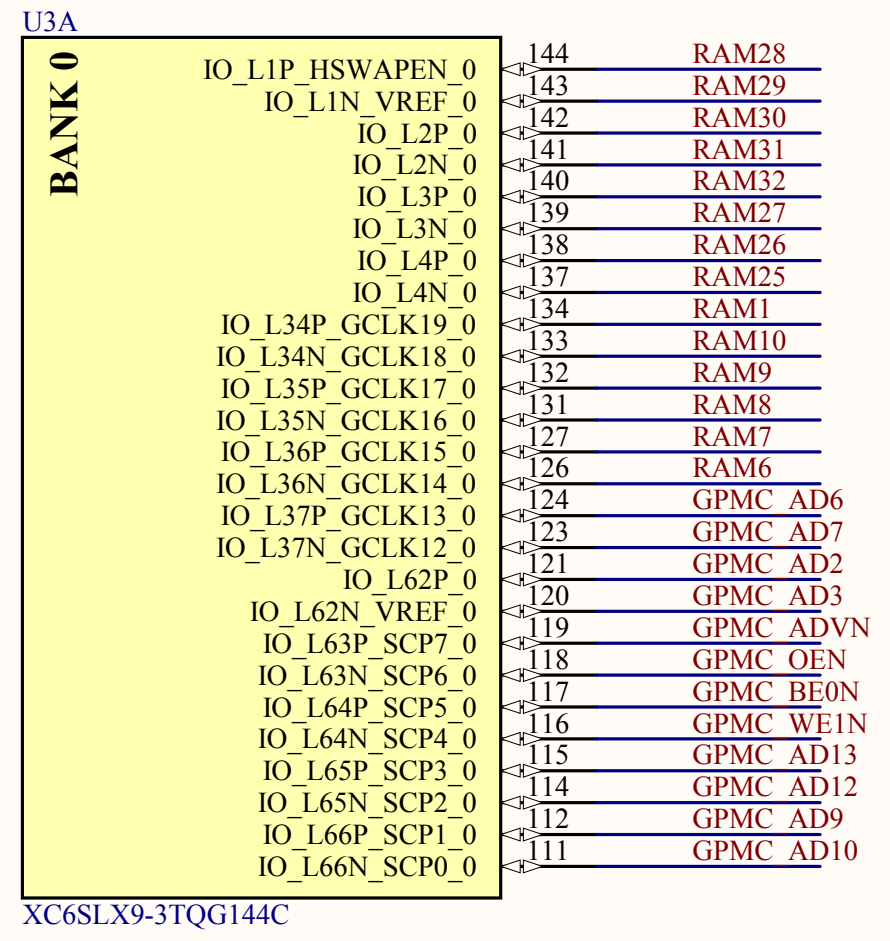 U3A
BANK 0
IO_L1P_HSWAPEN_0 144 RAM28
IO_L1N_VREF_0 143 RAM29
IO_L2P_0 142 RAM30
IO_L2N_0 141 RAM31
IO_L3P_0 140 RAM32
IO_L3N_0 139 RAM27
IO_L4P_0 138 RAM26
IO_L4N_0 137 RAM25
IO_L34P_GCLK19_0 134 RAM1
IO_L34N_GCLK18_0 133 RAM10
IO_L35P_GCLK17_0 132 RAM9
IO_L35N_GCLK16_0 131 RAM8
IO_L36P_GCLK15_0 127 RAM7
IO_L36N_GCLK14_0 126 RAM6
IO_L37P_GCLK13_0 124 GPMC_AD6
IO_L37N_GCLK12_0 123 GPMC_AD7
IO_L62P_0 121 GPMC_AD2
IO_L62N_VREF_0 120 GPMC_AD3
IO_L63P_SCP7_0 119 GPMC_ADVN
IO_L63N_SCP6_0 118 GPMC_OEN
IO_L64P_SCP5_0 117 GPMC_BE0N
IO_L64N_SCP4_0 116 GPMC_WE1N
IO_L65P_SCP3_0 115 GPMC_AD13
IO_L65N_SCP2_0 114 GPMC_AD12
IO_L66P_SCP1_0 112 GPMC_AD9
IO_L66N_SCP0_0 111 GPMC_AD10
XC6SLX9-3TQG144C